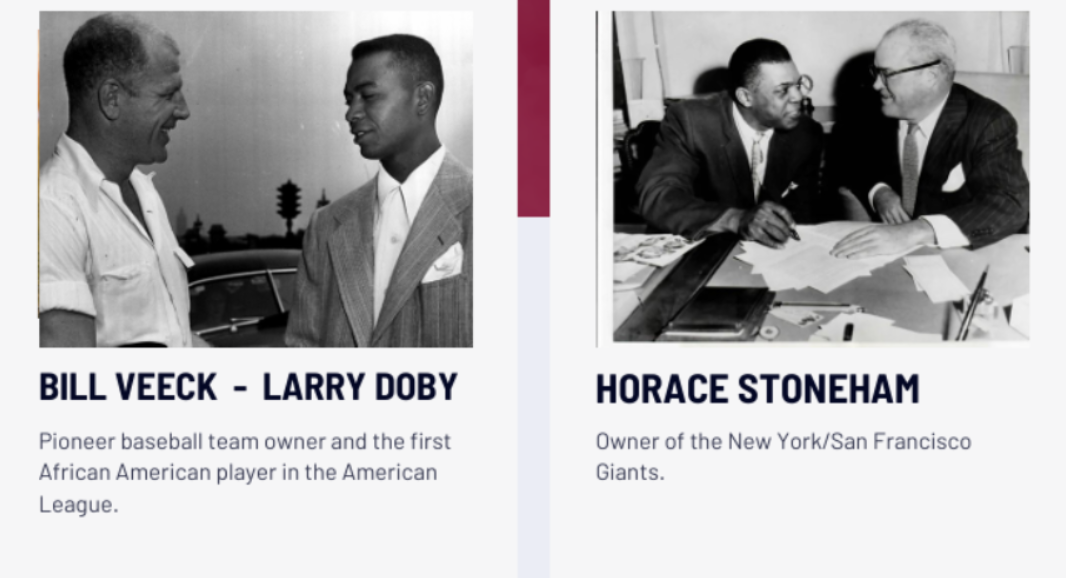 BILL VEECK - LARRY DOBY
Pioneer baseball team owner and the first
African American player in the American
League.
HORACE STONEHAM
Owner of the New York/San Francisco
Giants.